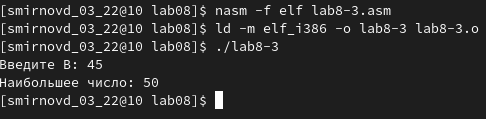 [smirnovd_03_22@10 lab08]$ nasm -f elf lab8-3.asm
[smirnovd_03_22@10 lab08]$ ld -m elf_i386 -o lab8-3 lab8-3.o
[smirnovd_03_22@10 lab08]$ ./lab8-3
Введите B: 45
Наибольшее число: 50
[smirnovd_03_22@10 lab08]$